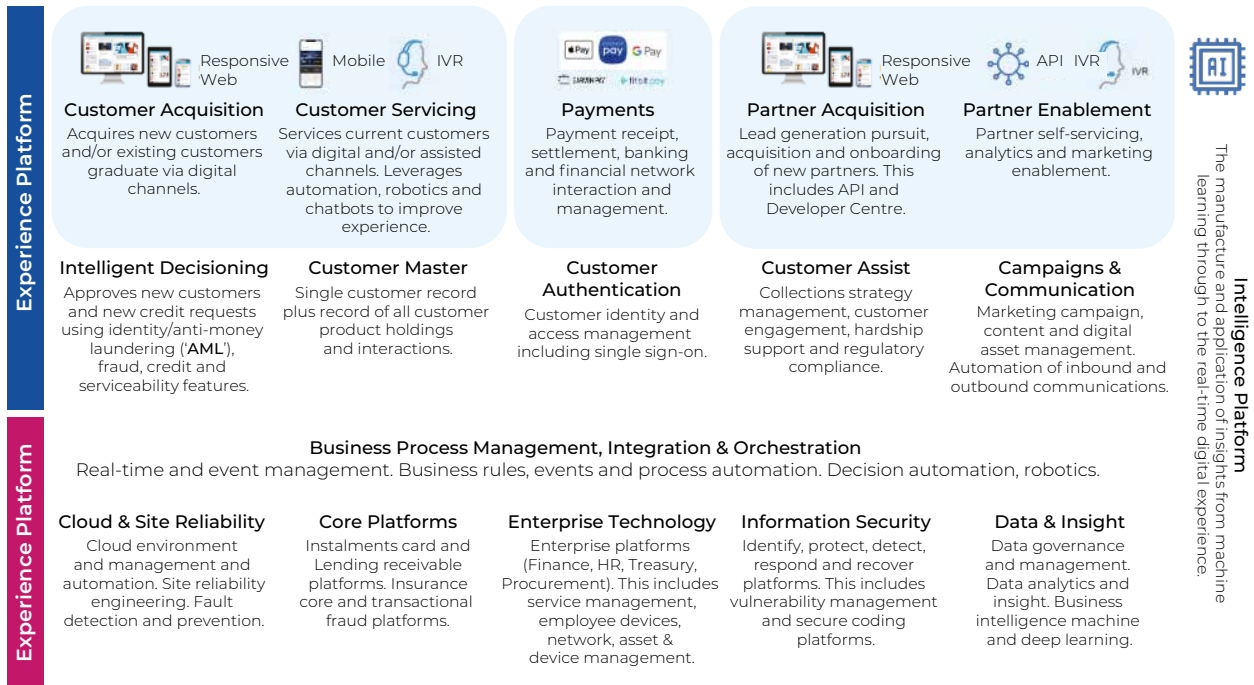 Experience Platform
Responsive
Web
Mobile
IVR
Customer Acquisition
Acquires new customers
and/or existing customers
graduate via digital
channels.
Customer Servicing
Services current customers
via digital and/or assisted
channels. Leverages
automation, robotics and
chatbots to improve
experience.
Pay
pay
G Pay
GARMIN PAY
fitbit pay
Payments
Payment receipt,
settlement, banking
and financial network
interaction and
management.
Responsive
Web
Partner Acquisition
Lead generation pursuit,
acquisition and onboarding
of new partners. This
includes API and
Developer Centre.
API
IVR
IVR
Partner Enablement
Partner self-servicing,
analytics and marketing
enablement.
Intelligent Decisioning
Approves new customers
and new credit requests
using identity/anti-money
laundering (‘AML’),
fraud, credit and
serviceability features.
Customer Master
Single customer record
plus record of all customer
product holdings
and interactions.
Customer
Authentication
Customer identity and
access management
including single sign-on.
Customer Assist
Collections strategy
management, customer
engagement, hardship
support and regulatory
compliance.
Campaigns &
Communication
Marketing campaign,
content and digital
asset management.
Automation of inbound and
outbound communications.
Experience Platform
Business Process Management, Integration & Orchestration
Real-time and event management. Business rules, events and process automation. Decision automation, robotics.
Cloud & Site Reliability
Cloud environment
and management and
automation. Site reliability
engineering. Fault
detection and prevention.
Core Platforms
Instalments card and
Lending receivable
platforms. Insurance
core and transactional
fraud platforms.
Enterprise Technology
Enterprise platforms
(Finance, HR, Treasury,
Procurement). This includes
service management,
employee devices,
network, asset &
device management.
Information Security
Identify, protect, detect,
respond and recover
platforms. This includes
vulnerability management
and secure coding
platforms.
Data & Insight
Data governance
and management.
Data analytics and
insight. Business
intelligence machine
and deep learning.
AI
Intelligence Platform
The manufacture and application of insights from machine
learning through to the real-time digital experience.